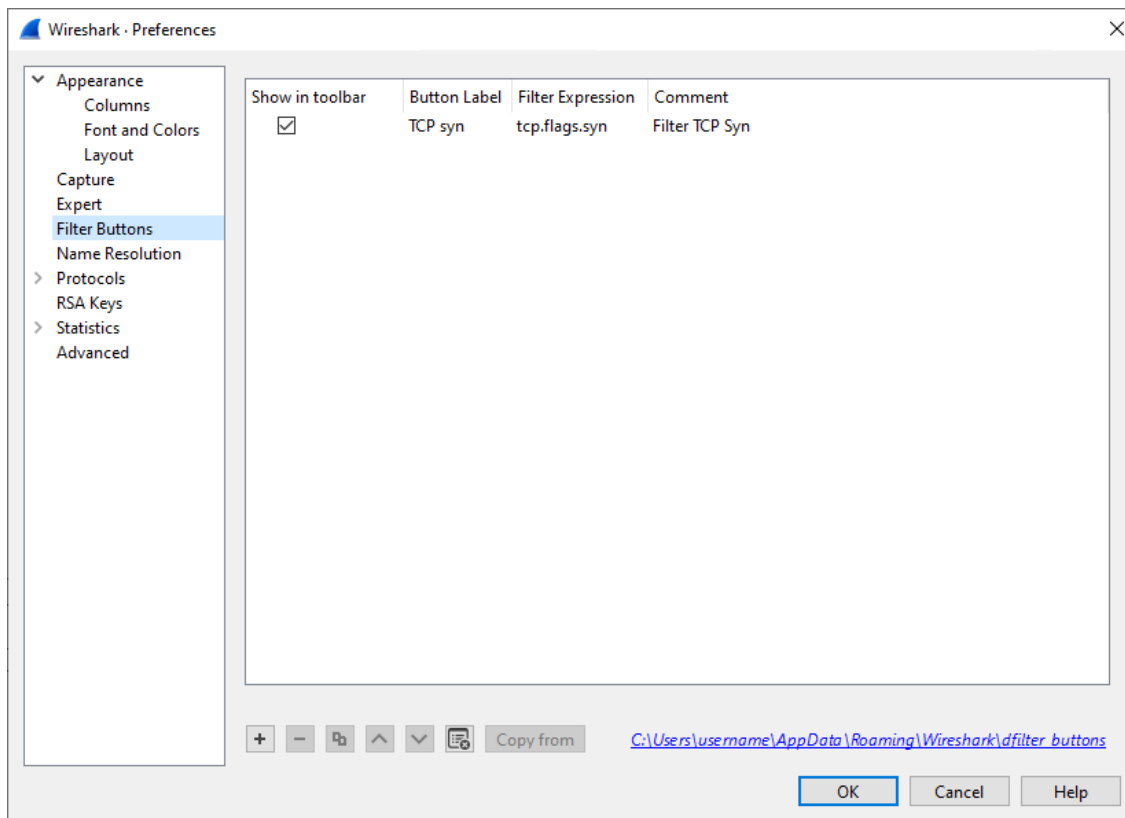 Wireshark · Preferences
Appearance
Columns
Font and Colors
Layout
Capture
Expert
Filter Buttons
Name Resolution
Protocols
RSA Keys
Statistics
Advanced
Show in toolbar Button Label Filter Expression Comment
TCP syn tcp.flags.syn Filter TCP Syn
Copy from C:\Users\username\AppData\Roaming\Wireshark\dfilter_buttons
OK Cancel Help